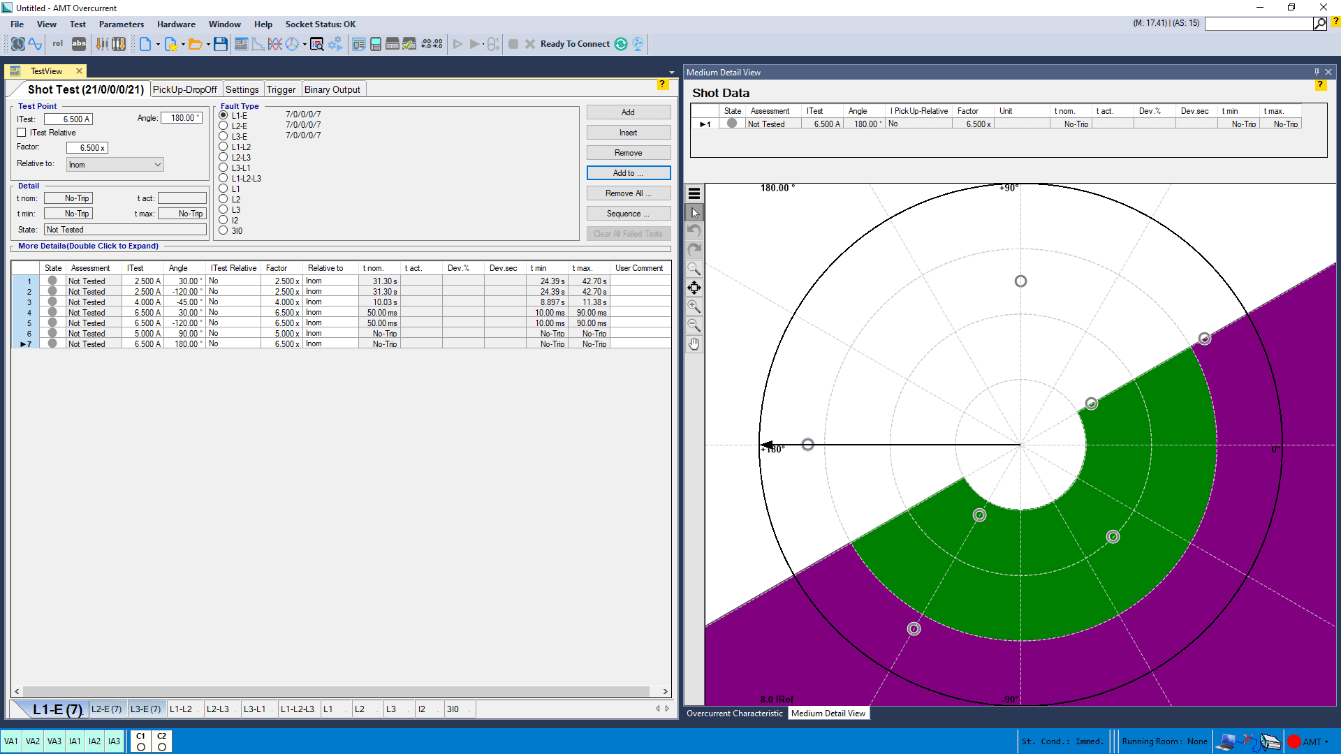 Untitled - AMT Overcurrent
File View Test Parameters Hardware Window Help Socket Status: OK
(M: 17.41) | (AS: 15)
rel abs Ready To Connect
TestView
Shot Test (21/0/0/0/21) PickUp-DropOff Settings Trigger Binary Output
Test Point
ITest: 6.500 A Angle: 180.00 °
ITest Relative
Factor: 6.500 x
Relative to: Inom
Detail
t nom: No-Trip t act:
t min: No-Trip t max: No-Trip
State: Not Tested
Fault Type
L1-E 7/0/0/0/7
L2-E 7/0/0/0/7
L3-E 7/0/0/0/7
L1-L2
L2-L3
L3-L1
L1-L2-L3
L1
L2
L3
I2
3I0
Add
Insert
Remove
Add to ...
Remove All ...
Sequence ...
Clear All Failed Tests
More Details(Double Click to Expand)
State Assessment ITest Angle ITest Relative Factor Relative to t nom. t act. Dev.% Dev.sec t min t max. User Comment
1 Not Tested 2.500 A 30.00 ° No 2.500 x Inom 31.30 s 24.39 s 42.70 s
2 Not Tested 2.500 A -120.00 ° No 2.500 x Inom 31.30 s 24.39 s 42.70 s
3 Not Tested 4.000 A -45.00 ° No 4.000 x Inom 10.03 s 8.897 s 11.38 s
4 Not Tested 6.500 A 30.00 ° No 6.500 x Inom 50.00 ms 10.00 ms 90.00 ms
5 Not Tested 6.500 A -120.00 ° No 6.500 x Inom 50.00 ms 10.00 ms 90.00 ms
6 Not Tested 5.000 A 90.00 ° No 5.000 x Inom No-Trip No-Trip No-Trip
7 Not Tested 6.500 A 180.00 ° No 6.500 x Inom No-Trip No-Trip No-Trip
L1-E (7) L2-E (7) L3-E (7) L1-L2 L2-L3 L3-L1 L1-L2-L3 L1 L2 L3 I2 3I0
Medium Detail View
Shot Data
State Assessment ITest Angle I PickUp-Relative Factor Unit t nom. t act. Dev.% Dev.sec t min t max.
1 Not Tested 6.500 A 180.00 ° No 6.500 x No-Trip No-Trip No-Trip
180.00 °
+90°
+180°
0°
8.0 IRef
-90°
Overcurrent Characteristic Medium Detail View
VA1 VA2 VA3 IA1 IA2 IA3 C1 C2
St. Cond.: Immed. Running Room: None AMT